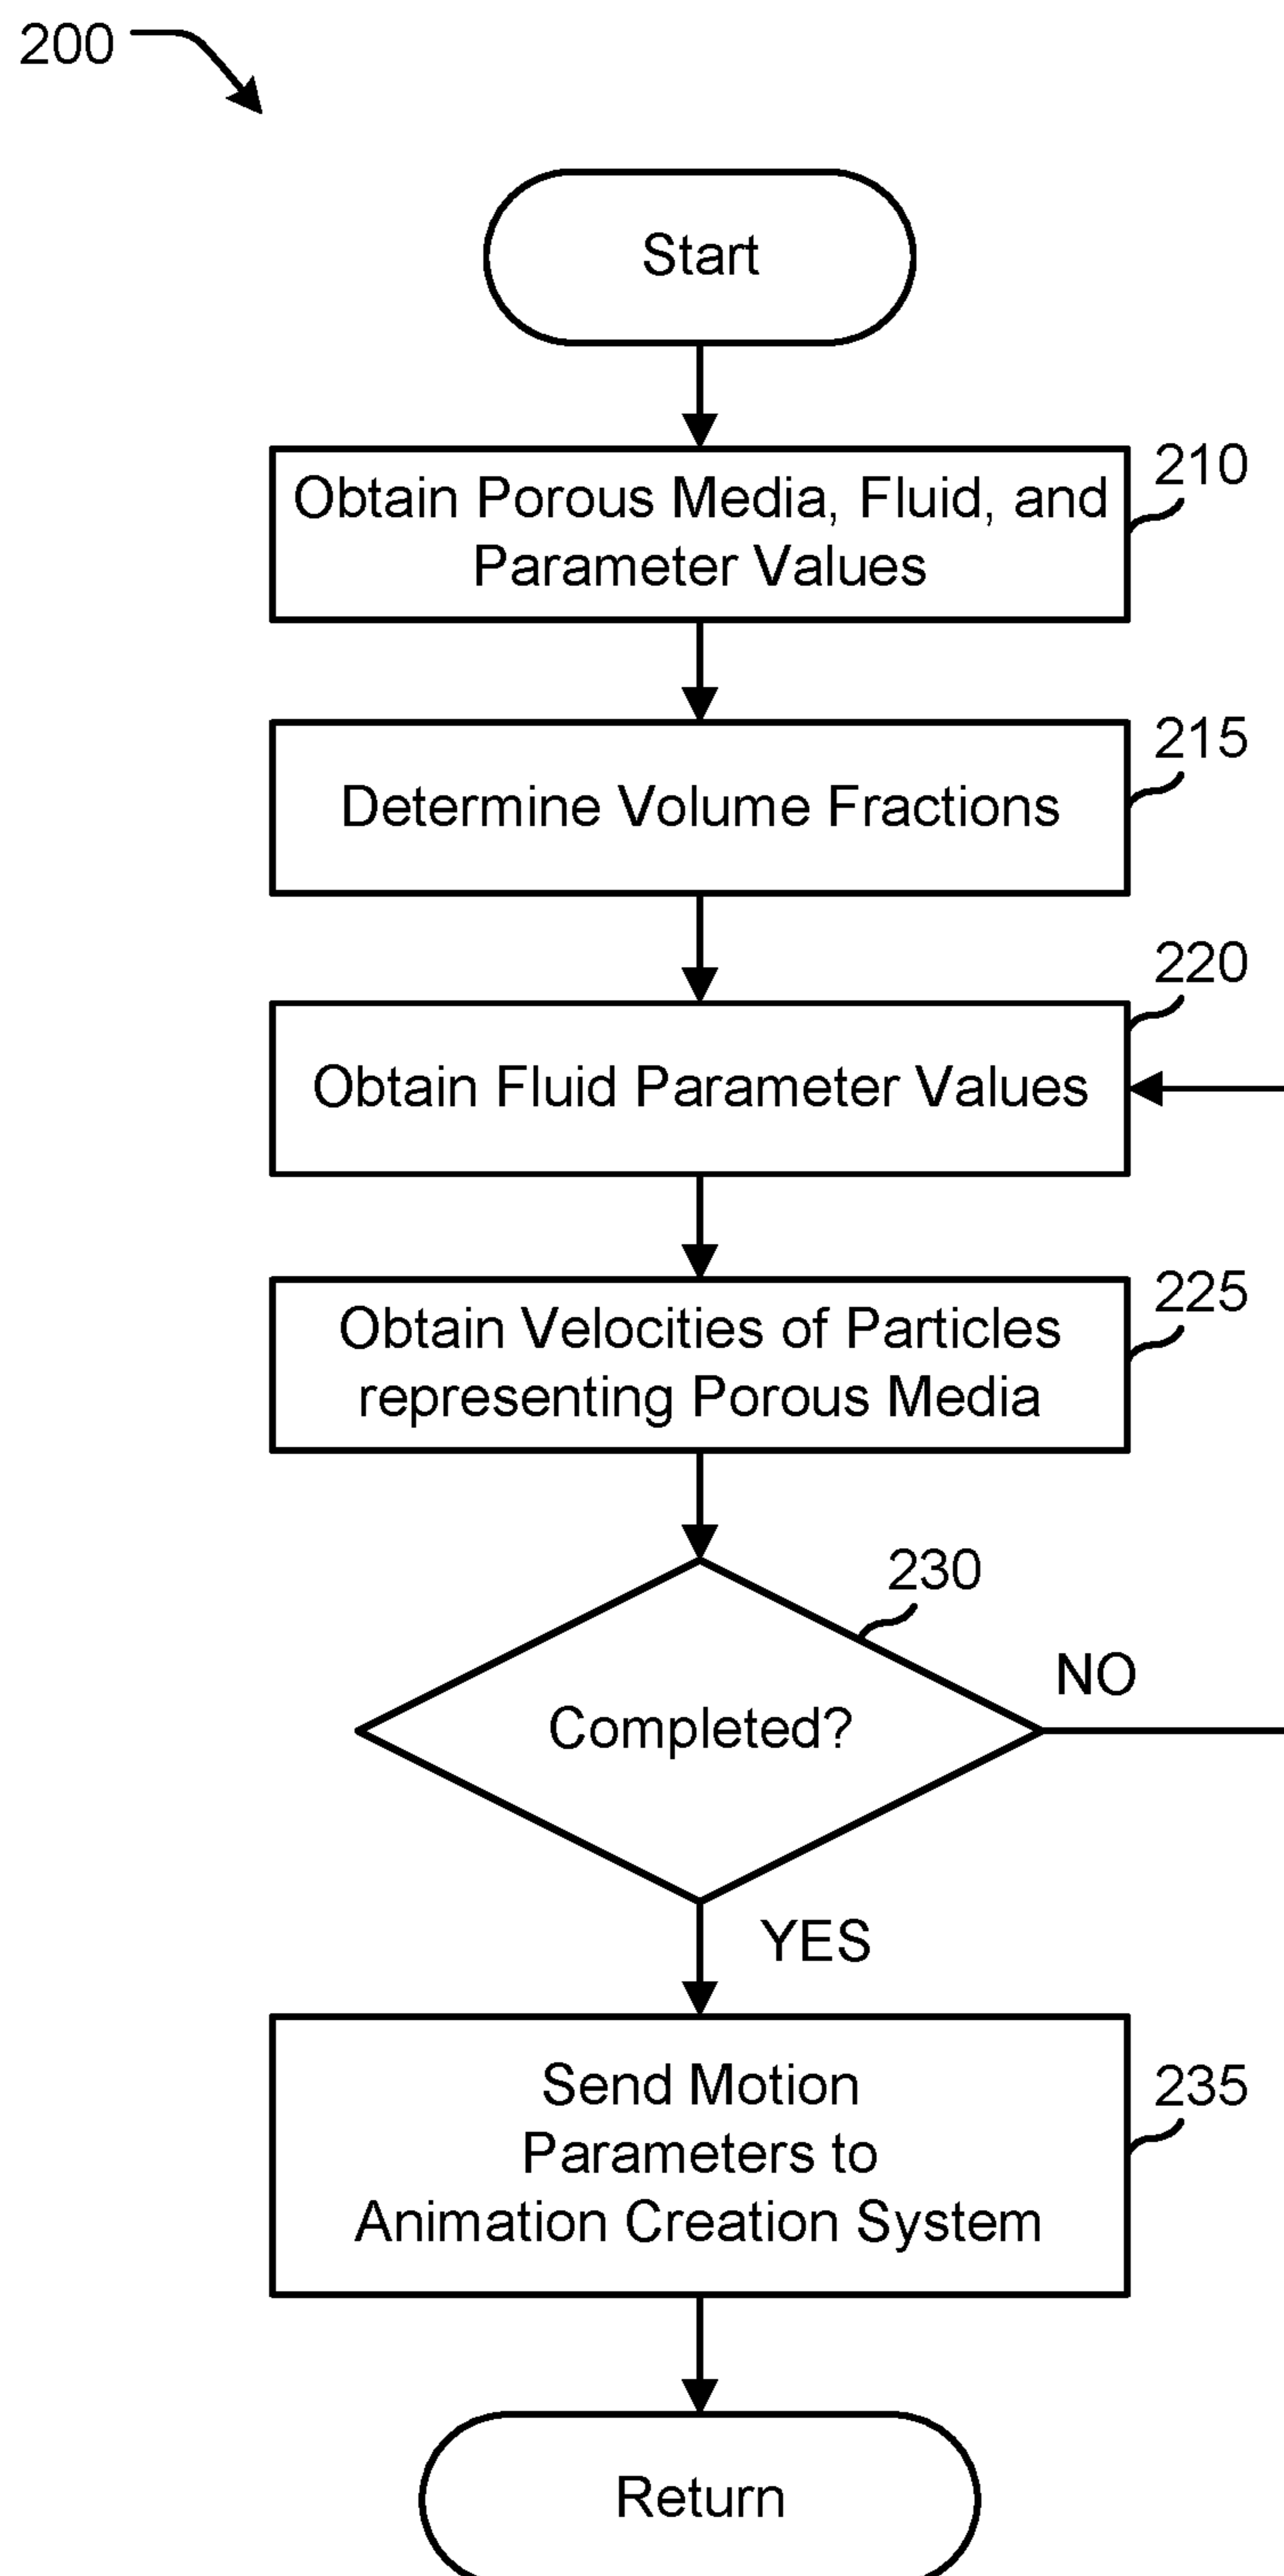 200
Start
210
Obtain Porous Media, Fluid, and
Parameter Values
215
Determine Volume Fractions
220
Obtain Fluid Parameter Values
225
Obtain Velocities of Particles
representing Porous Media
230
NO
Completed?
YES
235
Send Motion
Parameters to
Animation Creation System
Return